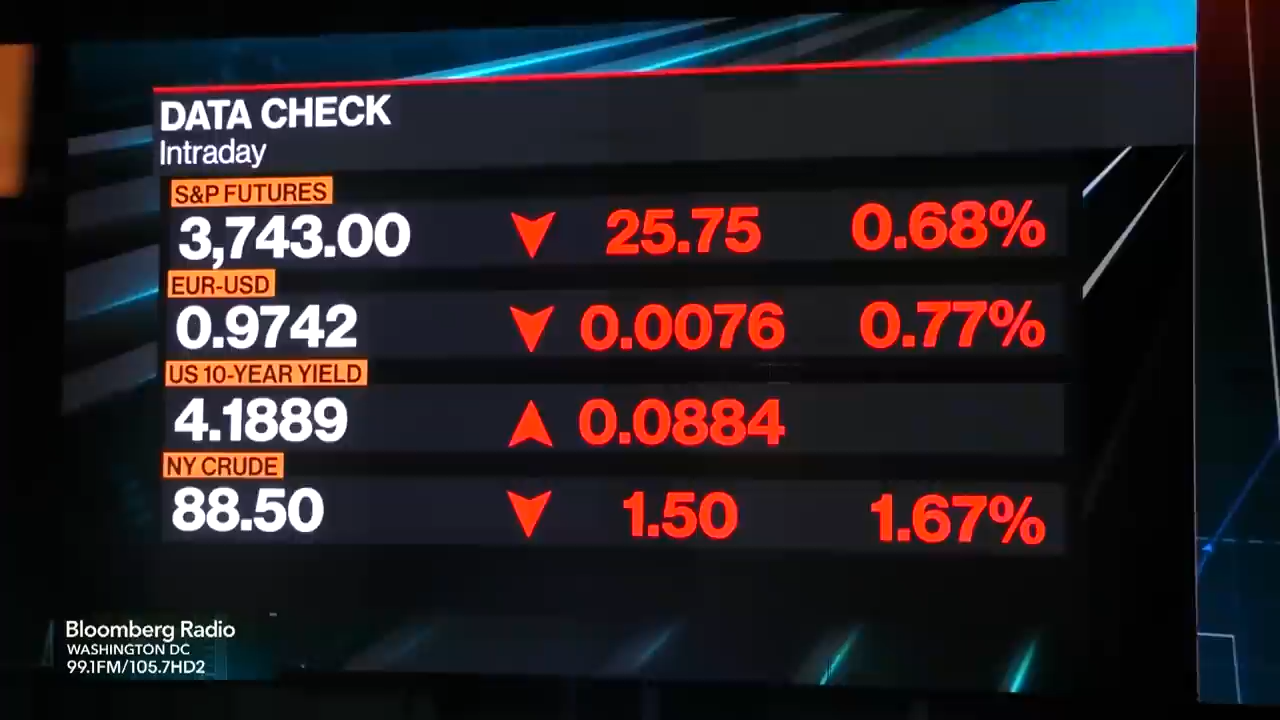 DATA CHECK
Intraday
S&P FUTURES
3,743.00 ▼ 25.75 0.68%
EUR-USD
0.9742 ▼ 0.0076 0.77%
US 10-YEAR YIELD
4.1889 ▲ 0.0884
NY CRUDE
88.50 ▼ 1.50 1.67%
Bloomberg Radio
WASHINGTON DC
99.1FM/105.7HD2